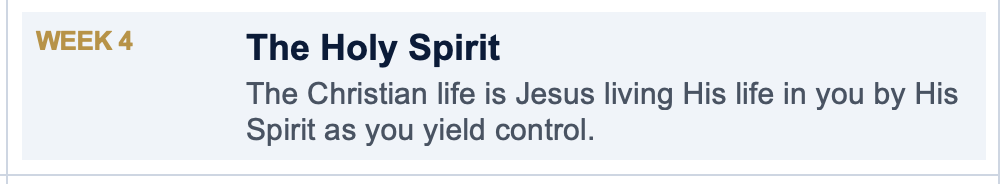 WEEK 4
The Holy Spirit
The Christian life is Jesus living His life in you by His
Spirit as you yield control.